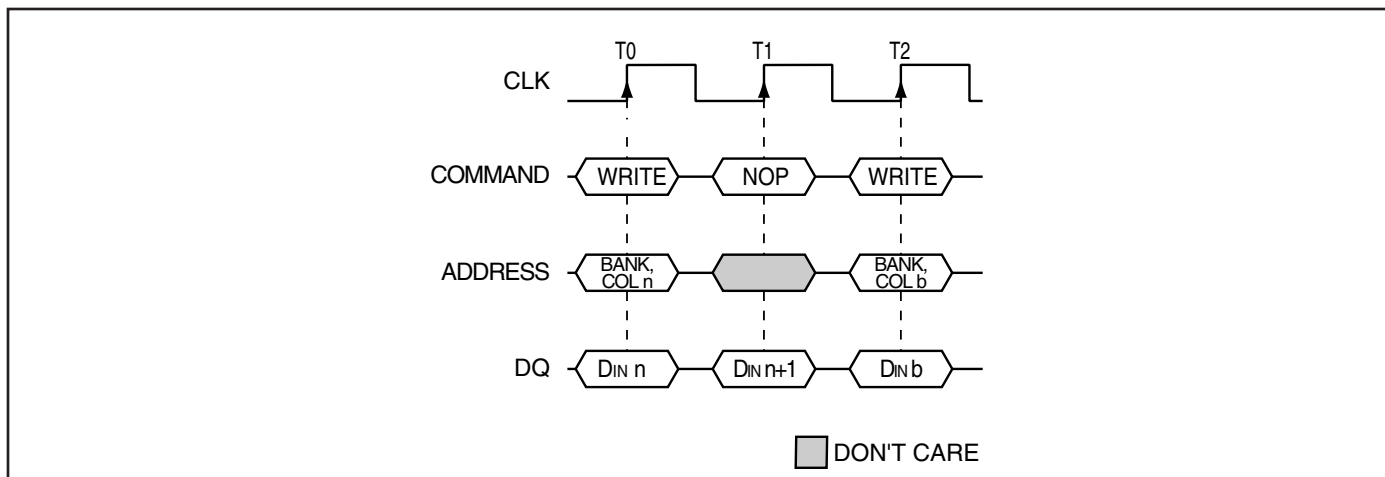 T0 T1 T2
CLK
COMMAND WRITE NOP WRITE
ADDRESS BANK, COL n BANK, COL b
DQ DIN n DIN n+1 DIN b
DON'T CARE